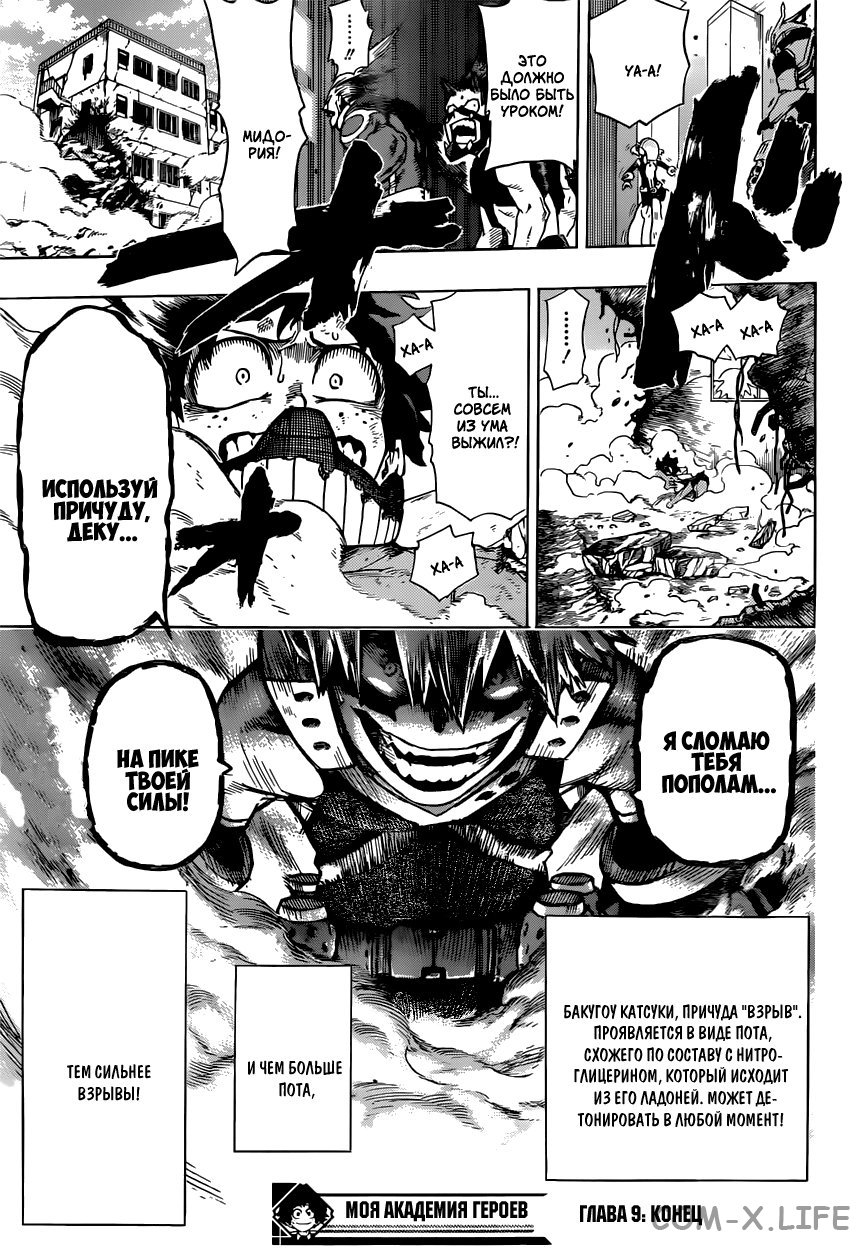 УА-А!
ЭТО
ДОЛЖНО
БЫЛО БЫТЬ
УРОКОМ!
......!!
МИДО-
РИЯ!
......
ХА-А
ХА-А
ТЫ...
СОВСЕМ
ИЗ УМА
ВЫЖИЛ?!
ХА-А
ХА-А
ИСПОЛЬЗУЙ
ПРИЧУДУ,
ДЕКУ...
Я СЛОМАЮ
ТЕБЯ
ПОПОЛАМ...
НА ПИКЕ
ТВОЕЙ
СИЛЫ!
БАКУГОУ КАТСУКИ, ПРИЧУДА "ВЗРЫВ".
ПРОЯВЛЯЕТСЯ В ВИДЕ ПОТА,
СХОЖЕГО ПО СОСТАВУ С НИТРО-
ГЛИЦЕРИНОМ, КОТОРЫЙ ИСХОДИТ
ИЗ ЕГО ЛАДОНЕЙ. МОЖЕТ ДЕ-
ТОНИРОВАТЬ В ЛЮБОЙ МОМЕНТ!
И ЧЕМ БОЛЬШЕ
ПОТА,
ТЕМ СИЛЬНЕЕ
ВЗРЫВЫ!
МОЯ АКАДЕМИЯ ГЕРОЕВ
ГЛАВА 9: КОНЕЦ
COM-X.LIFE